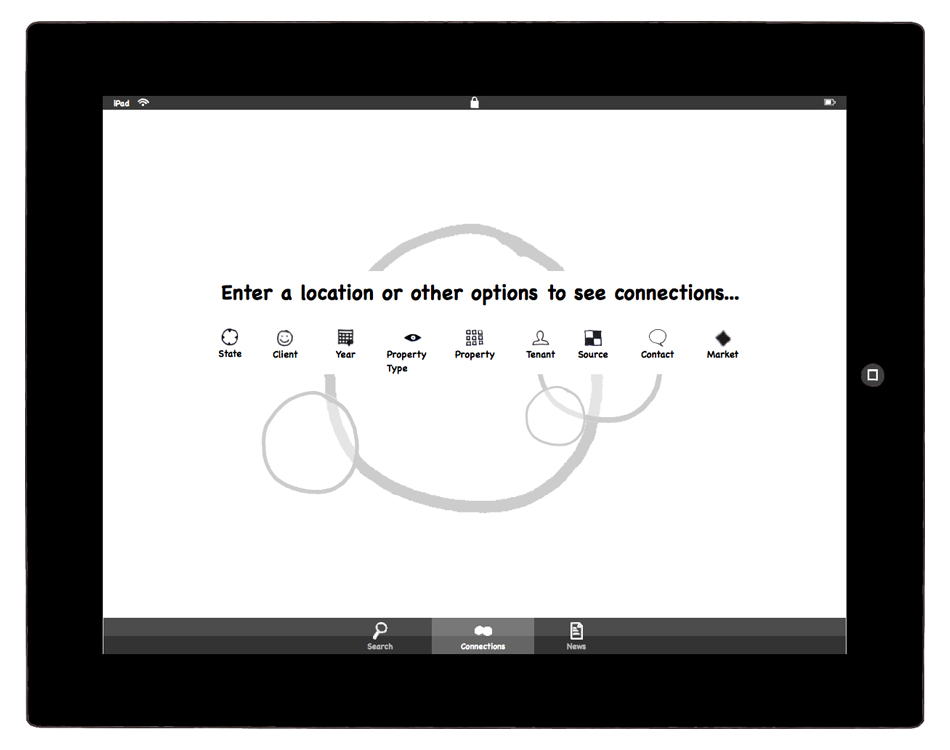 iPad
Enter a location or other options to see connections...
State Client Year Property Property Tenant Source Contact Market
Type
Search Connections News